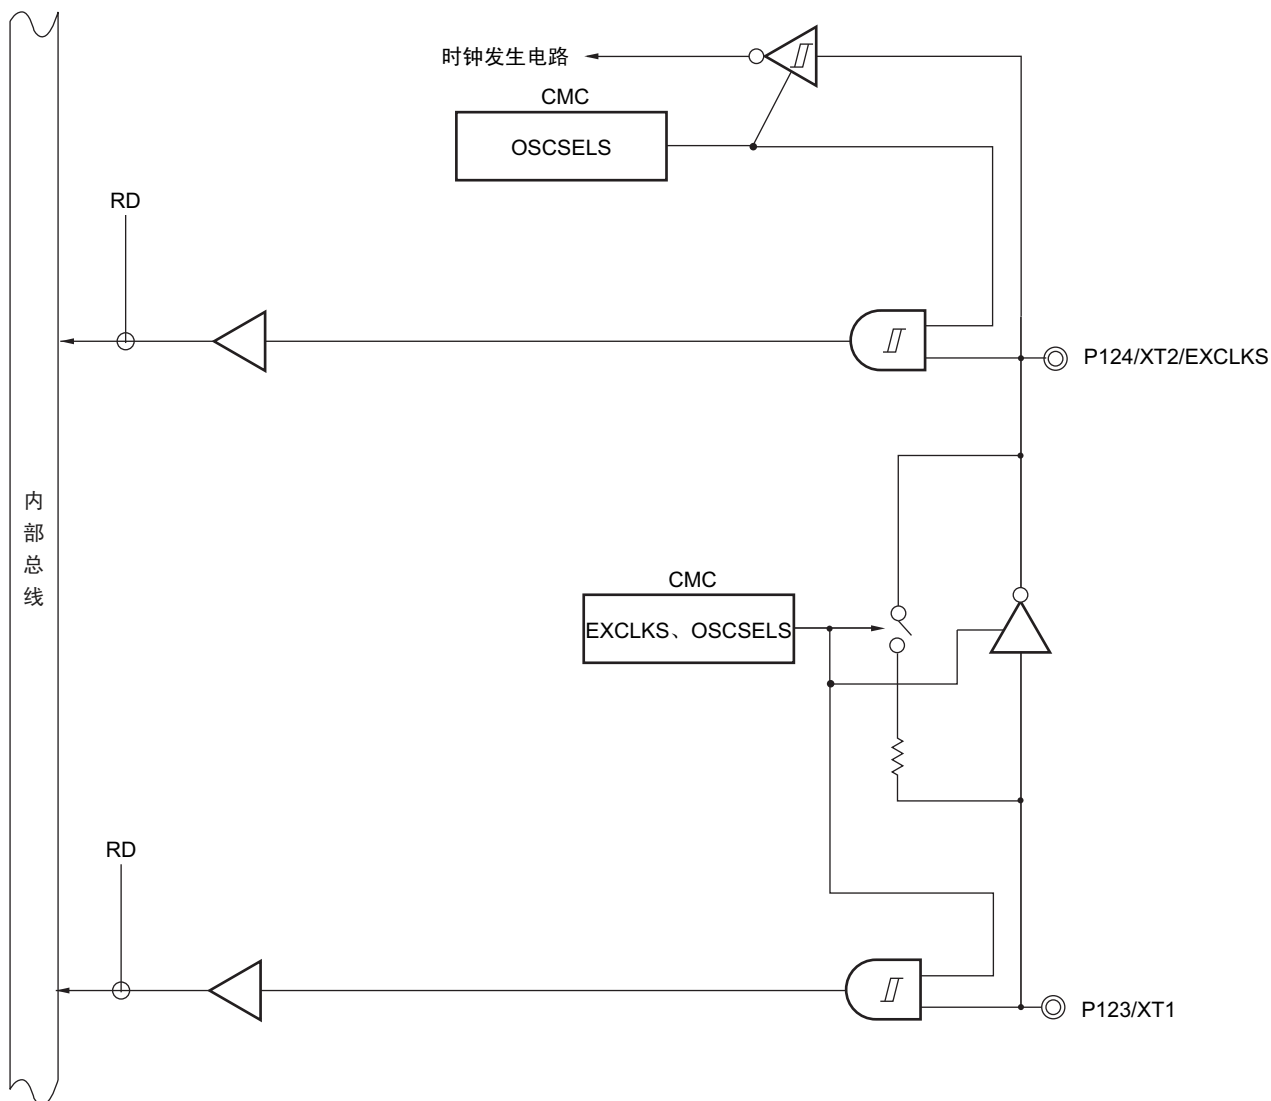 时钟发生电路
CMC
OSCSELS
RD
P124/XT2/EXCLKS
内部总线
CMC
EXCLKS、OSCSELS
RD
P123/XT1